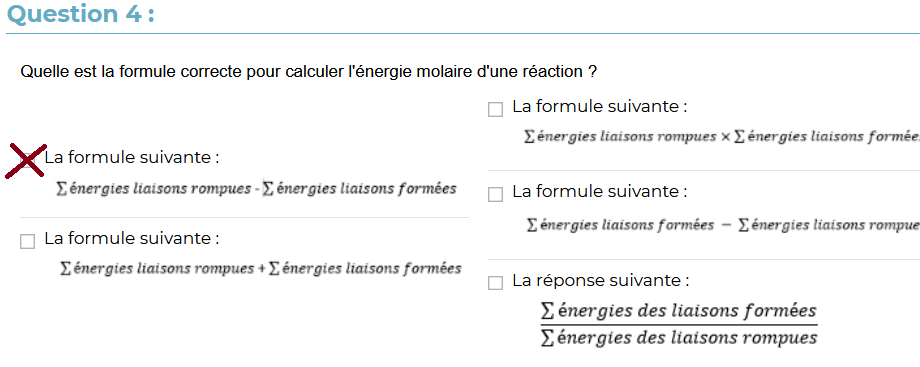 Question 4 :
Quelle est la formule correcte pour calculer l'énergie molaire d'une réaction ?
La formule suivante :
∑ énergies liaisons rompues - ∑ énergies liaisons formées
La formule suivante :
∑ énergies liaisons rompues + ∑ énergies liaisons formées
La formule suivante :
∑ énergies liaisons rompues × ∑ énergies liaisons formée
La formule suivante :
∑ énergies liaisons formées − ∑ énergies liaisons rompue
La réponse suivante :
∑ énergies des liaisons formées
∑ énergies des liaisons rompues